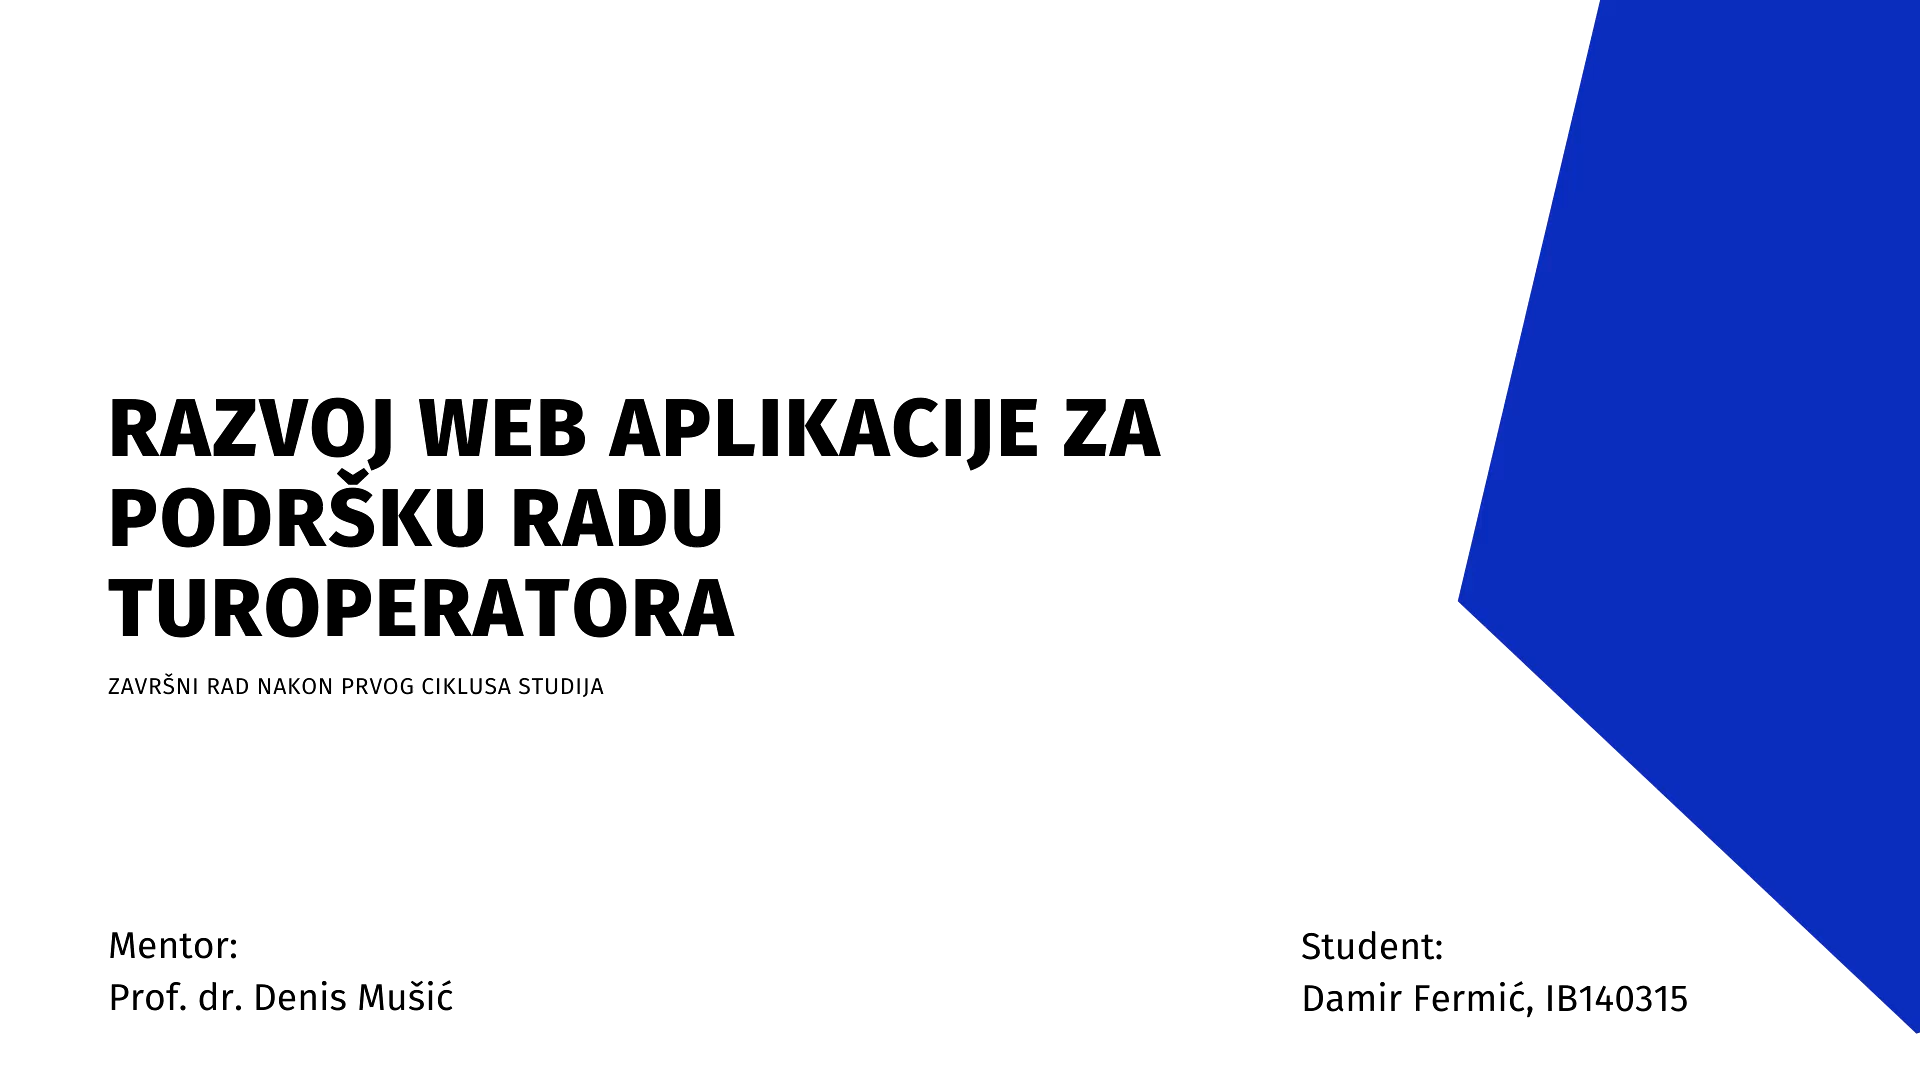 RAZVOJ WEB APLIKACIJE ZA
PODRŠKU RADU
TUROPERATORA
ZAVRŠNI RAD NAKON PRVOG CIKLUSA STUDIJA
Mentor:
Prof. dr. Denis Mušić
Student:
Damir Fermić, IB140315